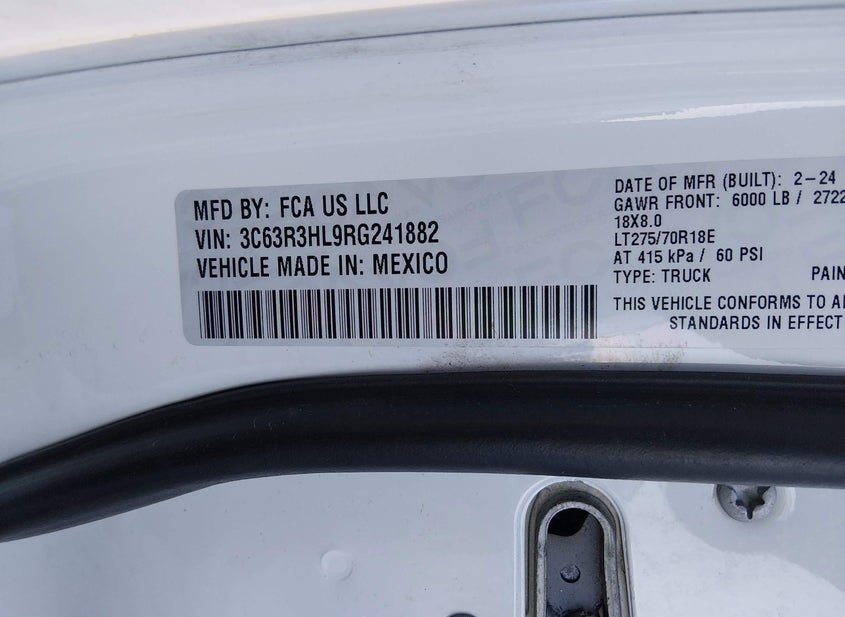 MFD BY: FCA US LLC
VIN: 3C63R3HL9RG241882
VEHICLE MADE IN: MEXICO
DATE OF MFR (BUILT): 2-24
GAWR FRONT: 6000 LB / 2722
18X8.0
LT275/70R18E
AT 415 kPa / 60 PSI
TYPE: TRUCK PAIN
THIS VEHICLE CONFORMS TO AL
STANDARDS IN EFFECT